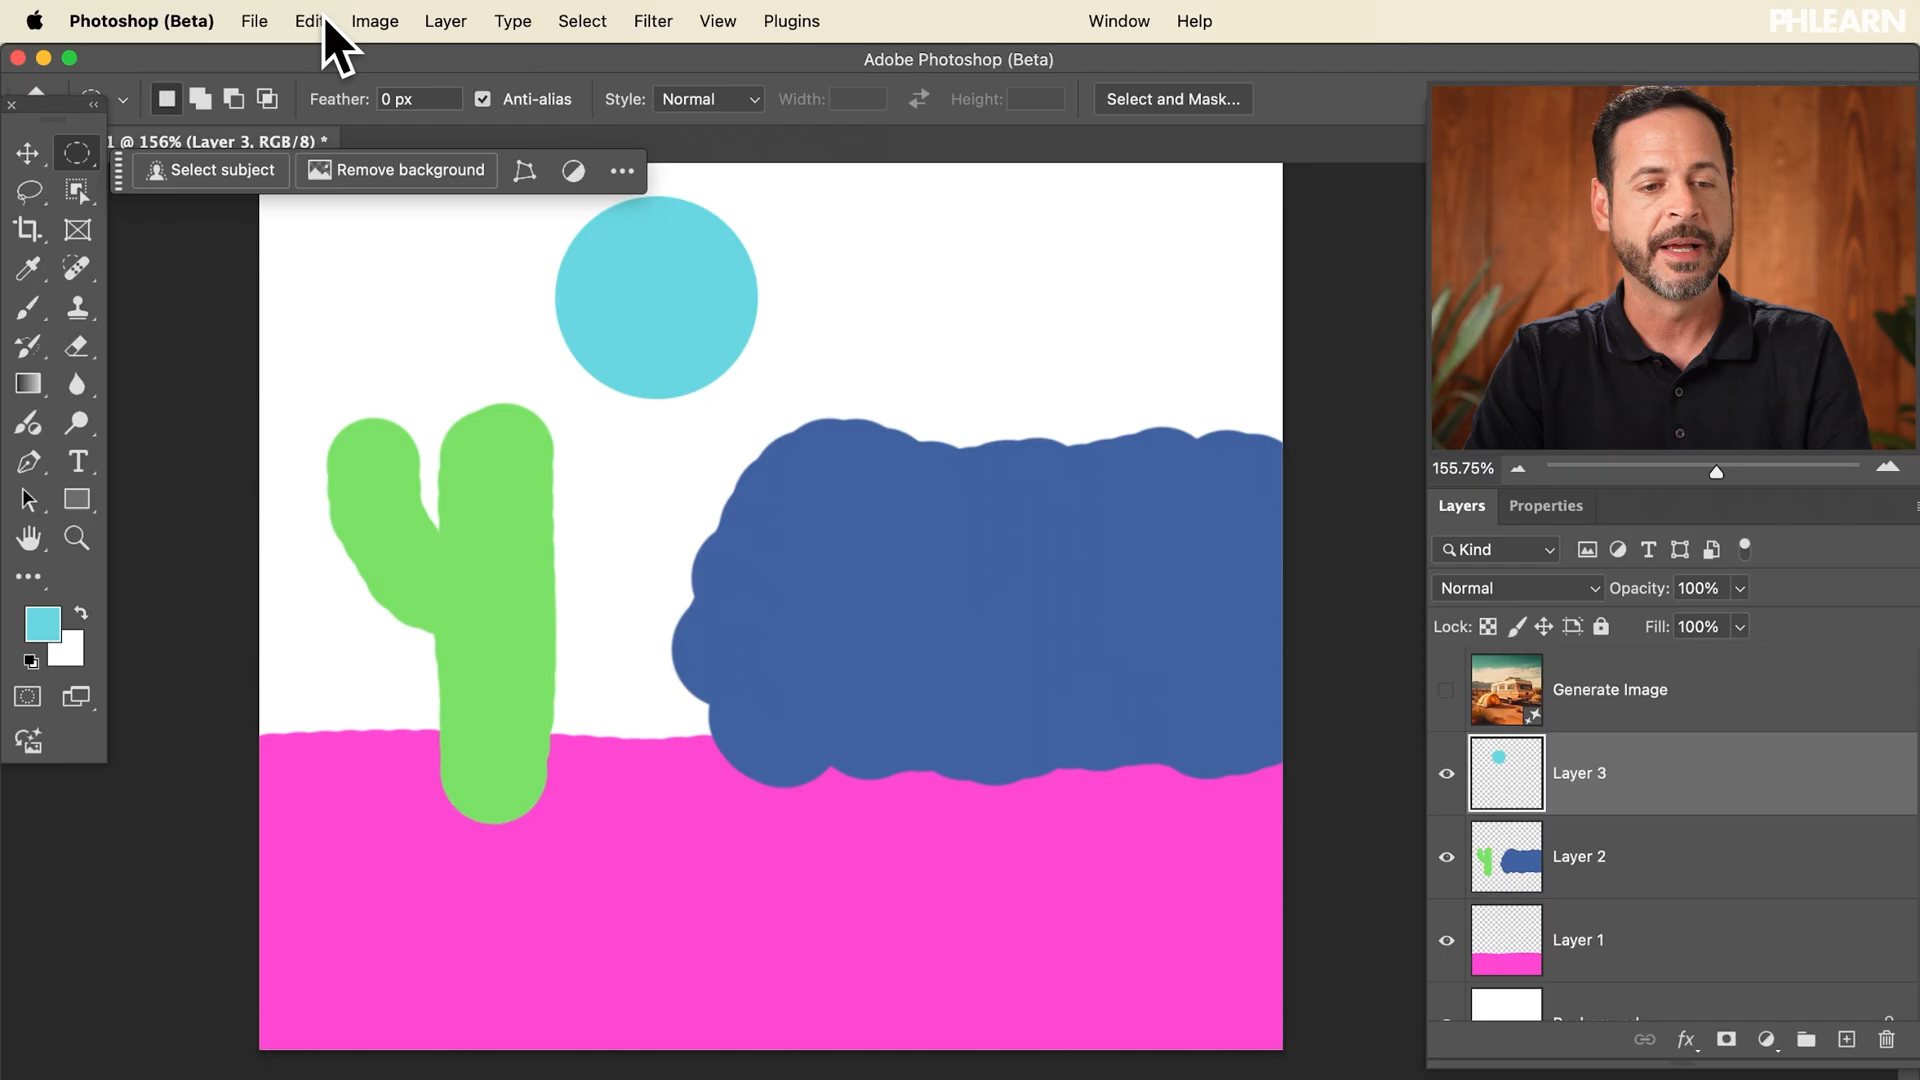 Photoshop (Beta) File Edit Image Layer Type Select Filter View Plugins Window Help
PHLEARN
Adobe Photoshop (Beta)
Feather: 0 px Anti-alias Style: Normal Width: Height: Select and Mask...
1 @ 156% (Layer 3, RGB/8) *
Select subject Remove background
155.75%
Layers Properties
Kind
Normal Opacity: 100%
Lock: Fill: 100%
Generate Image
Layer 3
Layer 2
Layer 1
fx